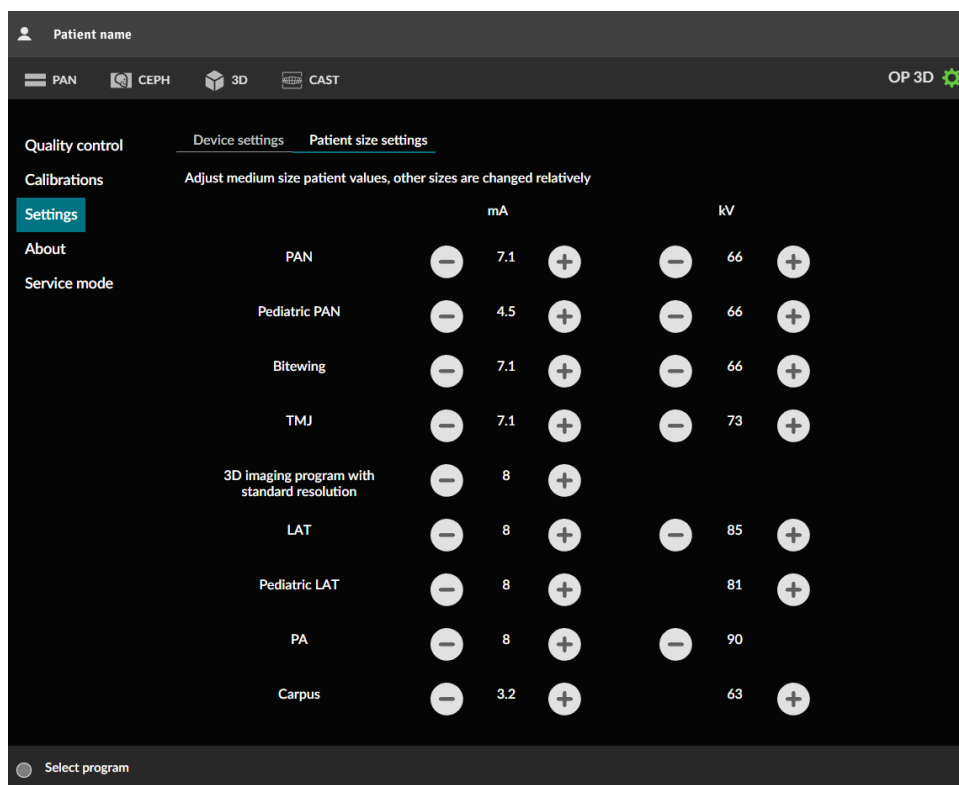 Patient name
PAN CEPH 3D CAST OP 3D
Quality control
Calibrations
Settings
About
Service mode
Device settings Patient size settings
Adjust medium size patient values, other sizes are changed relatively
mA kV
PAN 7.1 66
Pediatric PAN 4.5 66
Bitewing 7.1 66
TMJ 7.1 73
3D imaging program with
standard resolution 8
LAT 8 85
Pediatric LAT 8 81
PA 8 90
Carpus 3.2 63
Select program